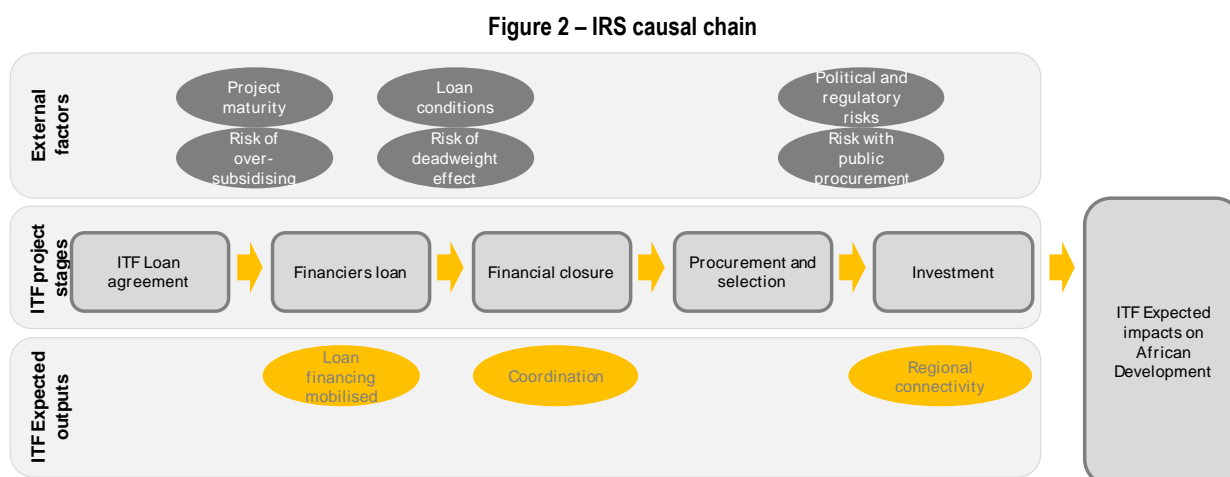 Figure 2 – IRS causal chain
External
factors
Project
maturity
Loan
conditions
Political and
regulatory
risks
Risk of
over-
subsidising
Risk of
deadweight
effect
Risk with
public
procurement
ITF project
stages
ITF Loan
agreement
Financiers loan
Financial closure
Procurement and
selection
Investment
ITF Expected
impacts on
African
Development
ITF Expected
outputs
Loan
financing
mobilised
Coordination
Regional
connectivity